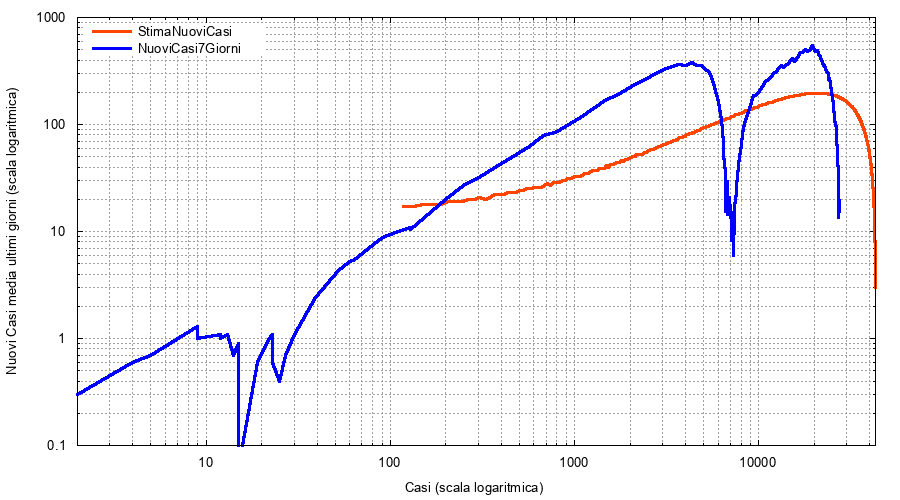 1000
StimaNuoviCasi
NuoviCasi7Giorni
100
10
1
0.1
Nuovi Casi media ultimi giorni (scala logaritmica)
10
100
1000
10000
Casi (scala logaritmica)